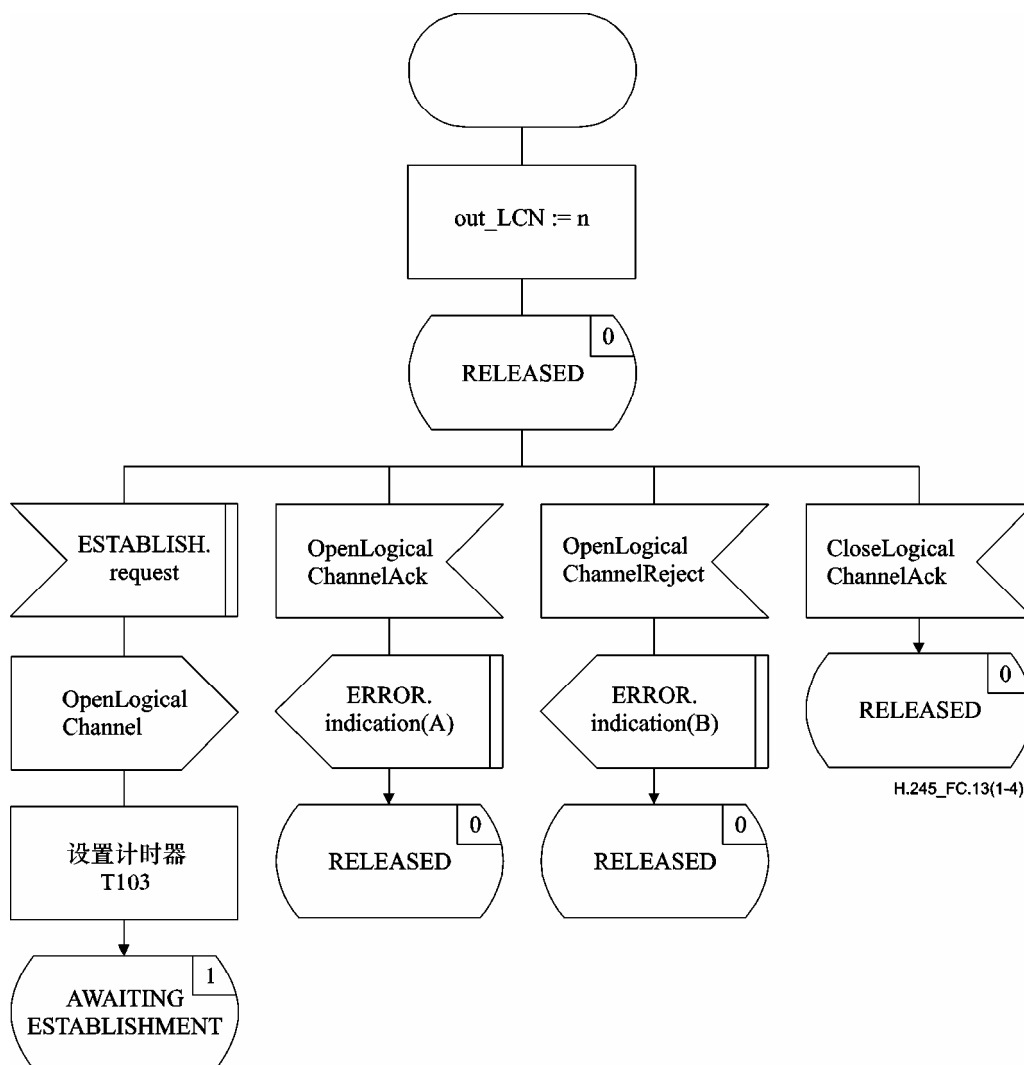 out_LCN := n
0
RELEASED
ESTABLISH.
request
OpenLogical
ChannelAck
OpenLogical
ChannelReject
CloseLogical
ChannelAck
OpenLogical
Channel
ERROR.
indication(A)
ERROR.
indication(B)
0
RELEASED
H.245_FC.13(1-4)
设置计时器
T103
0
RELEASED
0
RELEASED
1
AWAITING
ESTABLISHMENT